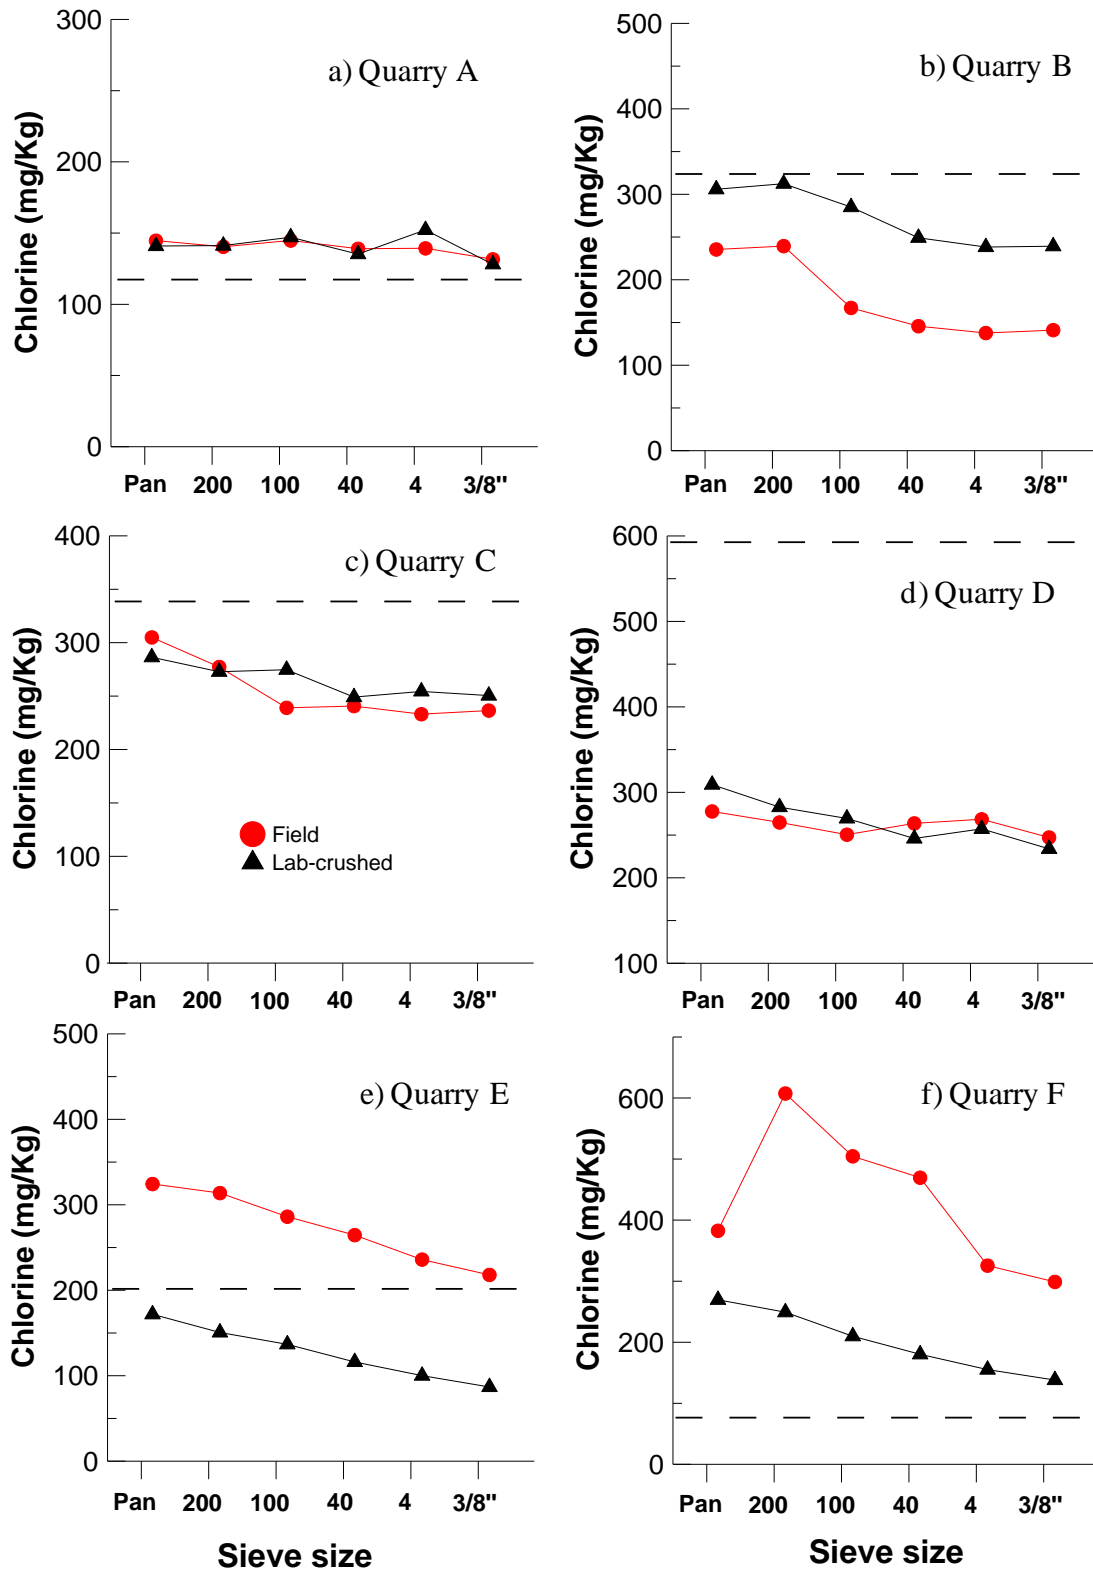 a) Quarry A
Chlorine (mg/Kg)
300
200
100
0
Pan 200 100 40 4 3/8"
b) Quarry B
Chlorine (mg/Kg)
500
400
300
200
100
0
Pan 200 100 40 4 3/8"
c) Quarry C
Chlorine (mg/Kg)
400
300
200
100
0
Field
Lab-crushed
Pan 200 100 40 4 3/8"
d) Quarry D
Chlorine (mg/Kg)
600
500
400
300
200
100
Pan 200 100 40 4 3/8"
e) Quarry E
Chlorine (mg/Kg)
500
400
300
200
100
0
Pan 200 100 40 4 3/8"
Sieve size
f) Quarry F
Chlorine (mg/Kg)
600
400
200
0
Pan 200 100 40 4 3/8"
Sieve size